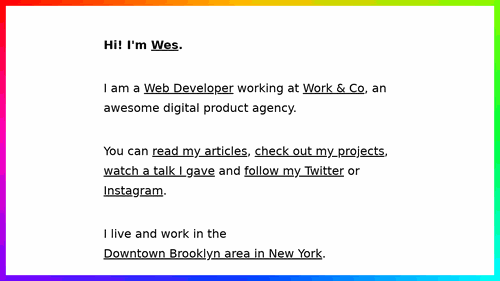 Hi! I'm Wes.
I am a Web Developer working at Work & Co, an
awesome digital product agency.
You can read my articles, check out my projects,
watch a talk I gave and follow my Twitter or
Instagram.
I live and work in the
Downtown Brooklyn area in New York.